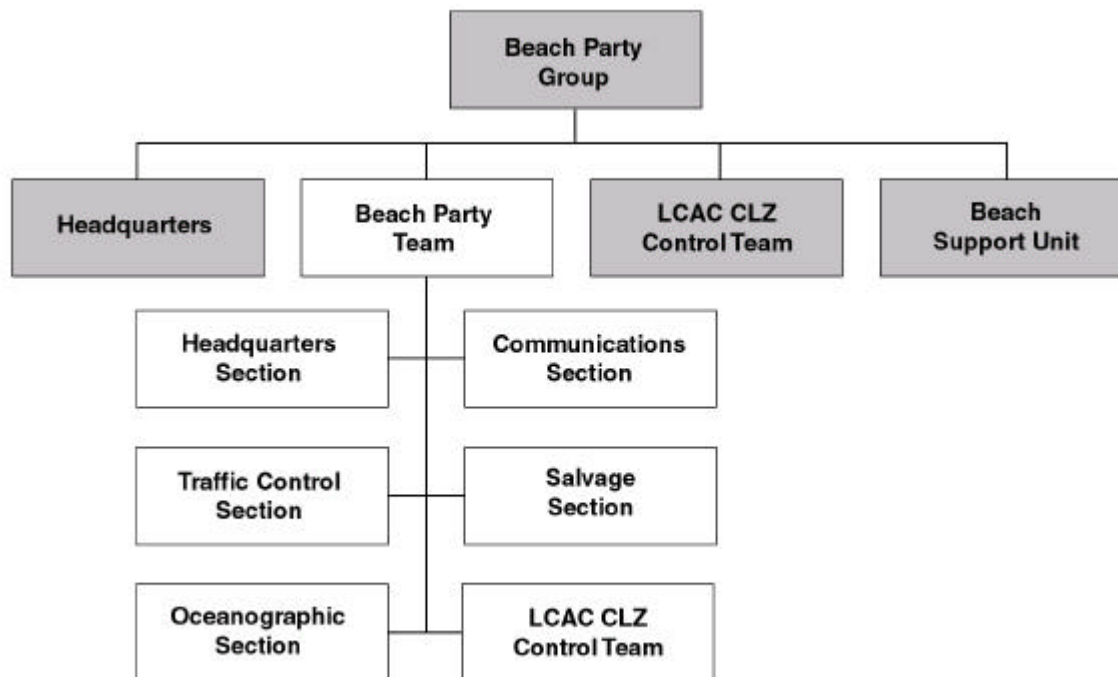 Beach Party
Group
Headquarters
Beach Party
Team
LCAC CLZ
Control Team
Beach
Support Unit
Headquarters
Section
Communications
Section
Traffic Control
Section
Salvage
Section
Oceanographic
Section
LCAC CLZ
Control Team